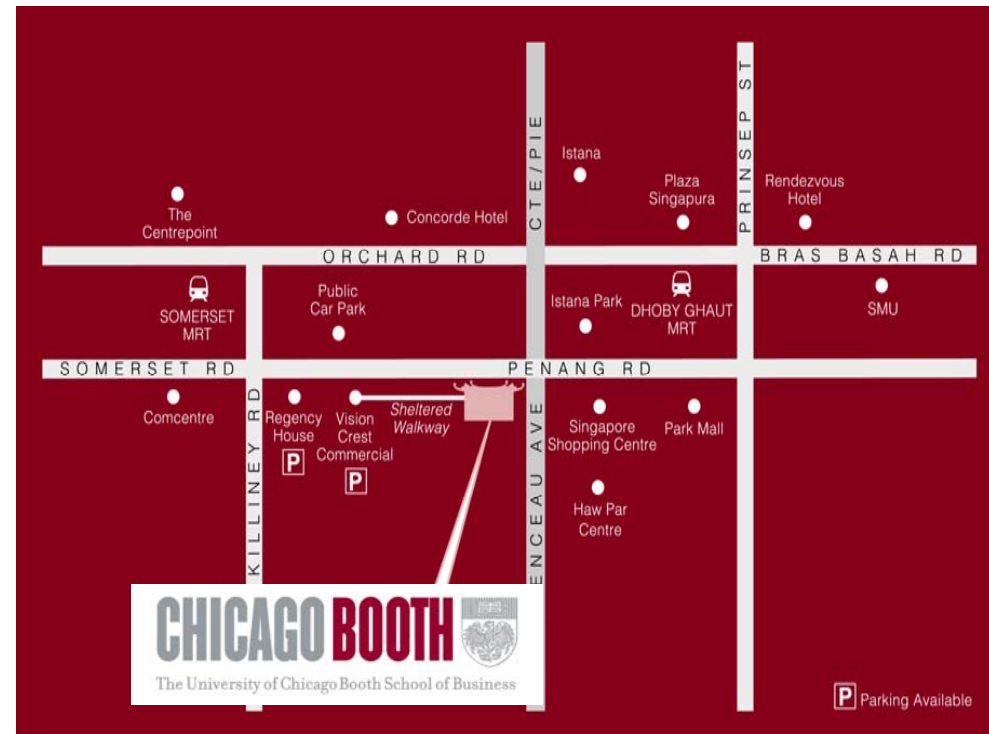 CTE/PIE
PRINSEP ST
Istana
Plaza
Singapura
Rendezvous
Hotel
The
Centrepoint
Concorde Hotel
ORCHARD RD
BRAS BASAH RD
SOMERSET
MRT
Public
Car Park
Istana Park
DHOBY GHAUT
MRT
SMU
SOMERSET RD
PENANG RD
Comcentre
KILLINEY RD
Regency
House
P
Vision
Crest
Commercial
P
Sheltered
Walkway
ENCEAU AVE
Singapore
Shopping Centre
Park Mall
Haw Par
Centre
CHICAGO BOOTH
The University of Chicago Booth School of Business
P Parking Available